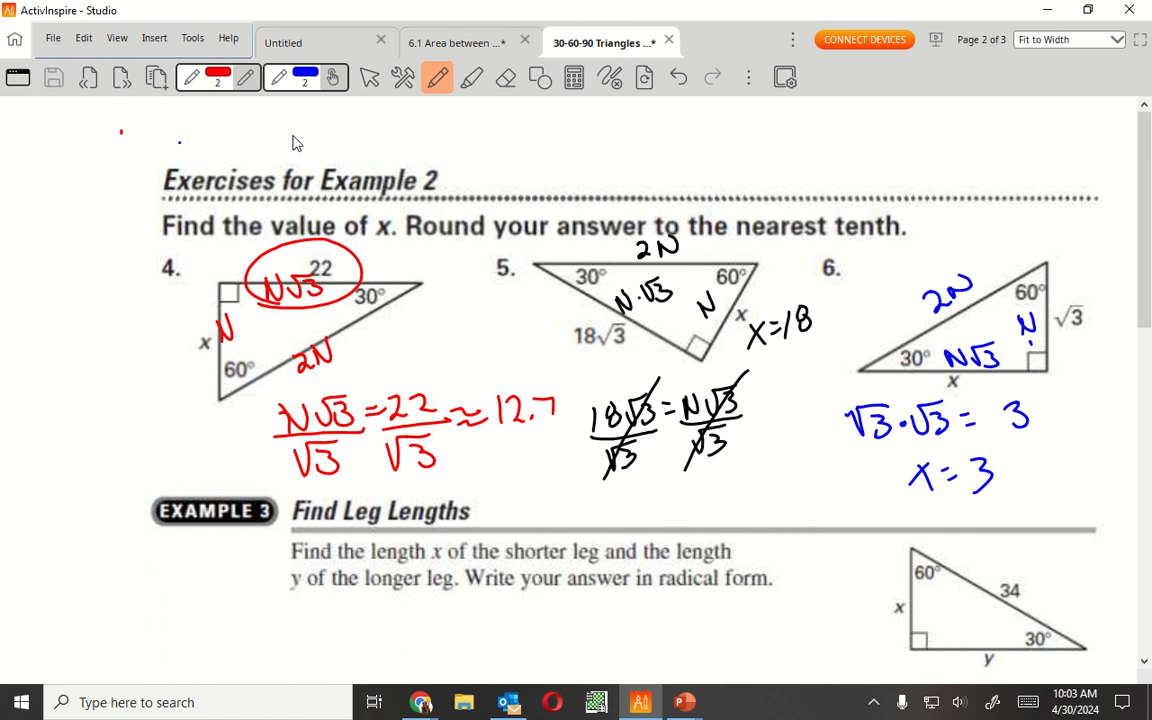 ActivInspire - Studio
File Edit View Insert Tools Help
Untitled
6.1 Area between ...*
30-60-90 Triangles ...*
CONNECT DEVICES
Page 2 of 3
Fit to Width
2
2
Exercises for Example 2
Find the value of x. Round your answer to the nearest tenth.
4.
22
N√3
30°
x
N
60°
2N
N√3/√3 = 22/√3 ≈ 12.7
5.
2N
30°
60°
N·√3
N
x
18√3
x=18
18√3/√3 = N√3/√3
6.
2N
60°
N
√3
30°
N√3
x
√3·√3 = 3
x = 3
EXAMPLE 3 Find Leg Lengths
Find the length x of the shorter leg and the length
y of the longer leg. Write your answer in radical form.
60°
34
x
30°
y
Type here to search
10:03 AM
4/30/2024